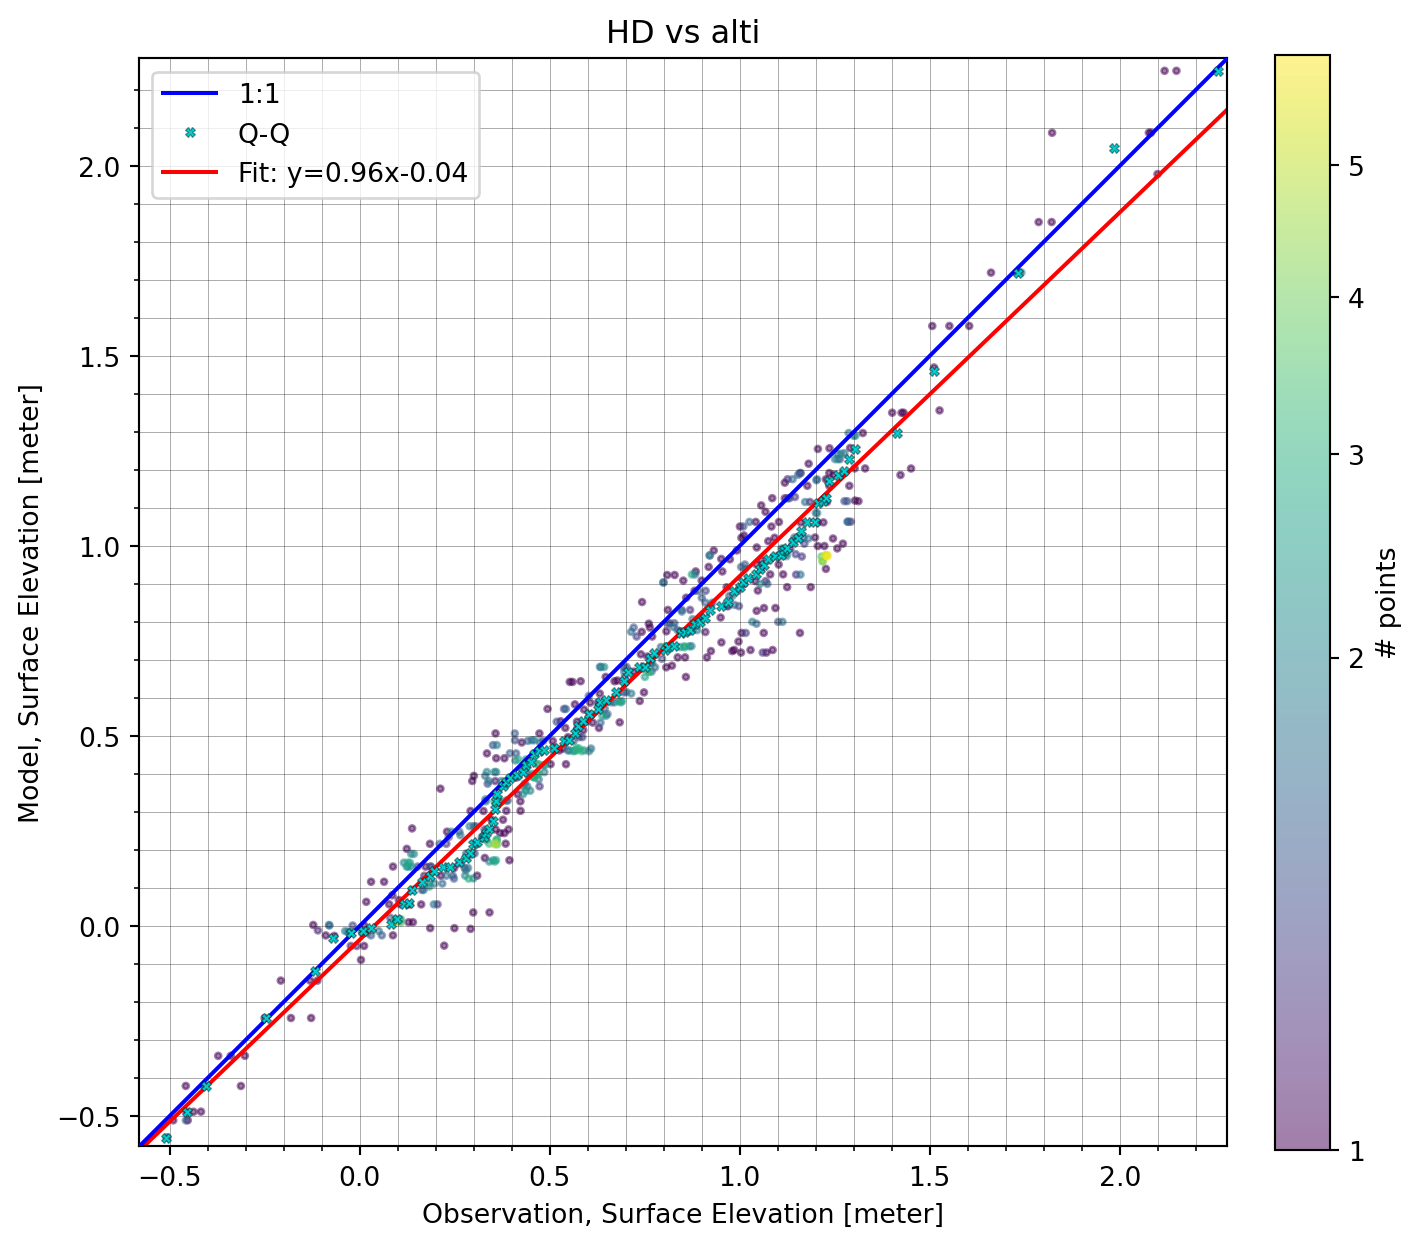 HD vs alti
1:1
Q-Q
Fit: y=0.96x-0.04
Model, Surface Elevation [meter]
2.0
1.5
1.0
0.5
0.0
−0.5
−0.5 0.0 0.5 1.0 1.5 2.0
Observation, Surface Elevation [meter]
5
4
3
2
1
# points